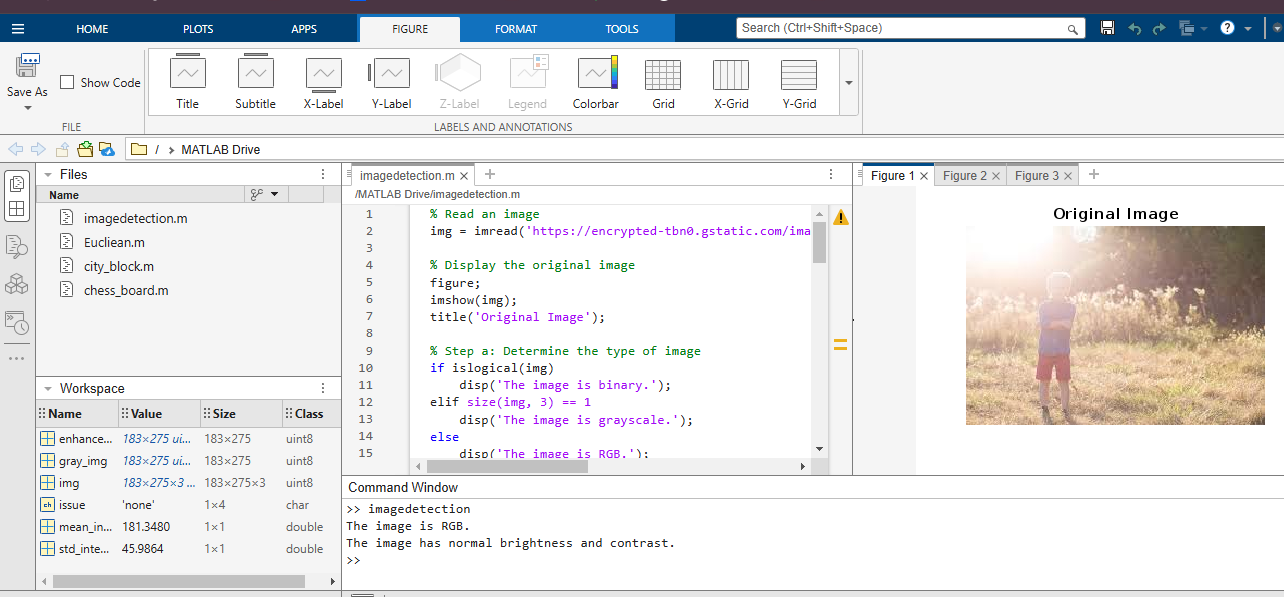 HOME PLOTS APPS FIGURE FORMAT TOOLS Search (Ctrl+Shift+Space) ?
Save As
Show Code
Title Subtitle X-Label Y-Label Z-Label Legend Colorbar Grid X-Grid Y-Grid
FILE LABELS AND ANNOTATIONS
/ MATLAB Drive
Files
Name
imagedetection.m
Eucliean.m
city_block.m
chess_board.m
Workspace
Name Value Size Class
enhance... 183×275 ui... 183×275 uint8
gray_img 183×275 ui... 183×275 uint8
img 183×275×3 ... 183×275×3 uint8
ch issue 'none' 1×4 char
mean_in... 181.3480 1×1 double
std_inte... 45.9864 1×1 double
imagedetection.m
/MATLAB Drive/imagedetection.m
1 % Read an image
2 img = imread('https://encrypted-tbn0.gstatic.com/ima
3
4 % Display the original image
5 figure;
6 imshow(img);
7 title('Original Image');
8
9 % Step a: Determine the type of image
10 if islogical(img)
11 disp('The image is binary.');
12 elif size(img, 3) == 1
13 disp('The image is grayscale.');
14 else
15 disp('The image is RGB.');
Figure 1 Figure 2 Figure 3
Original Image
Command Window
>> imagedetection
The image is RGB.
The image has normal brightness and contrast.
>>